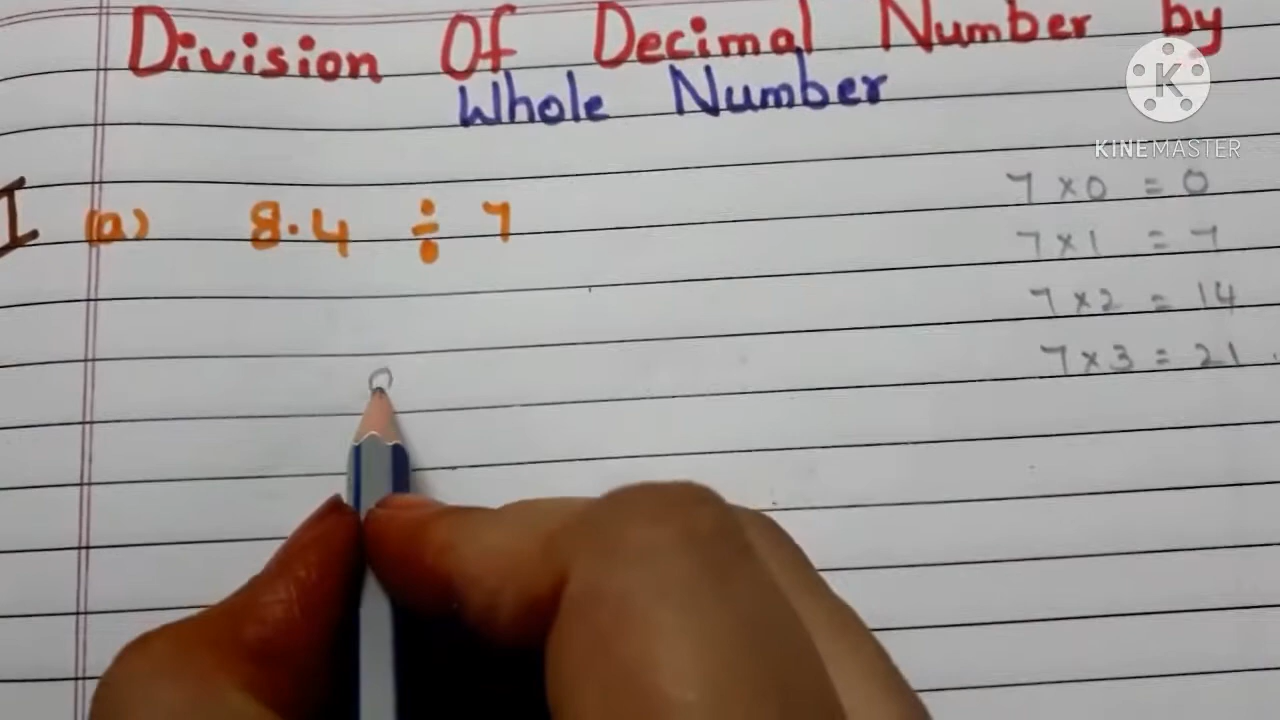 Division Of Decimal Number by
Whole Number
KINEMASTER
I (a) 8.4 ÷ 7
7 x 0 = 0
7 x 1 = 7
7 x 2 = 14
7 x 3 = 21